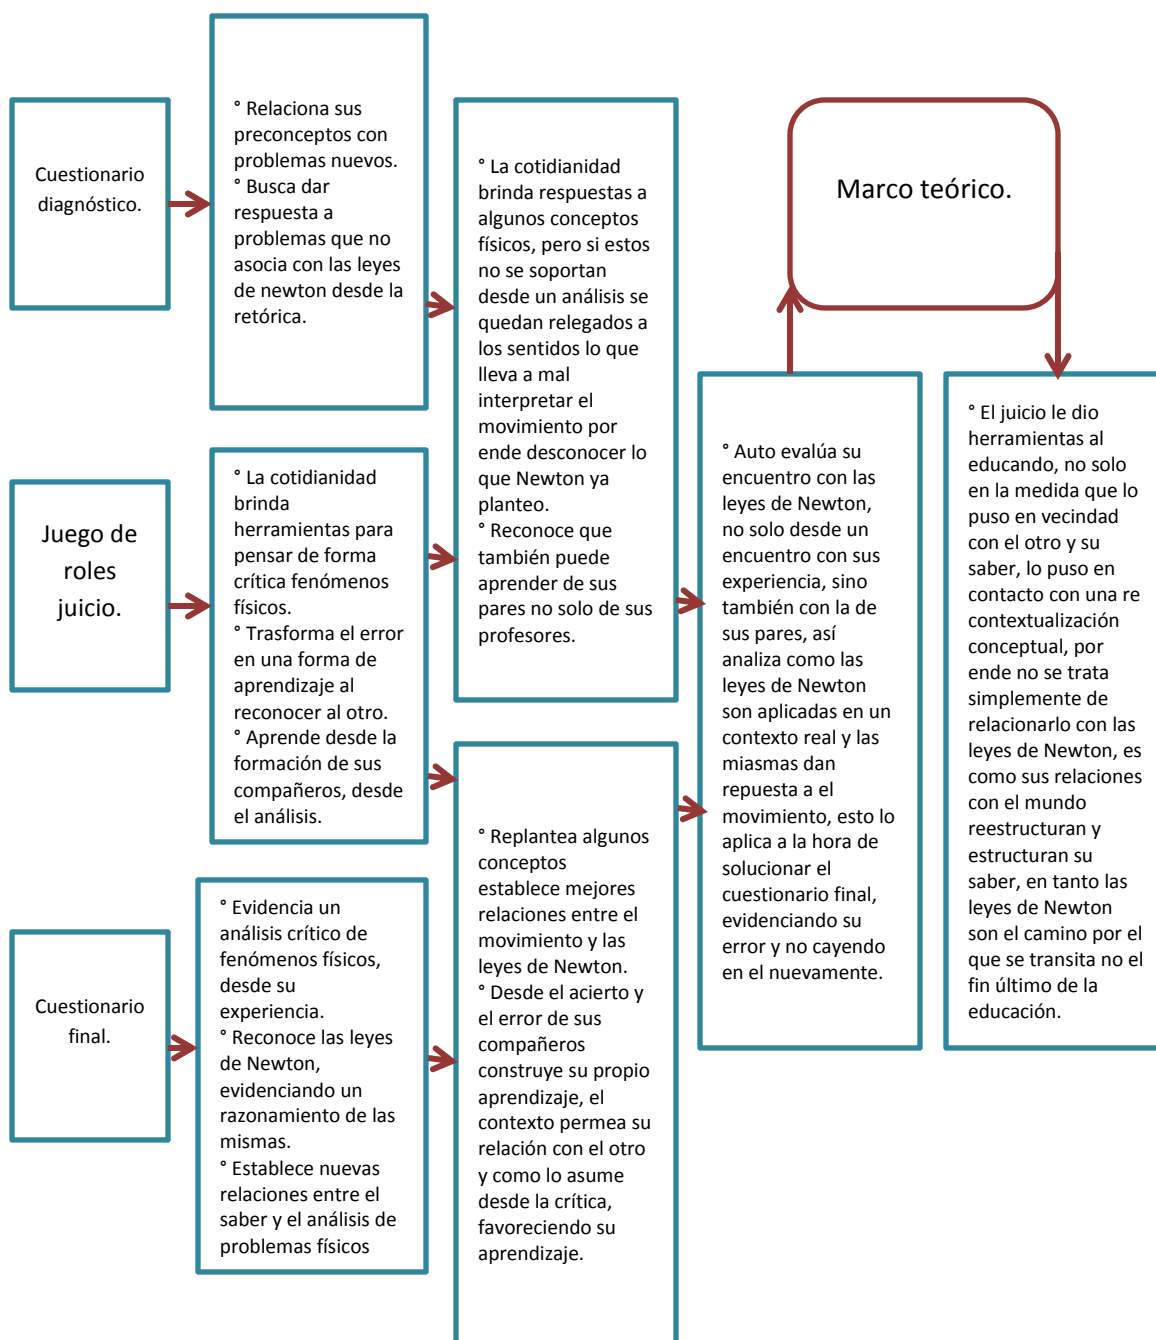 Cuestionario
diagnóstico.
° Relaciona sus
preconceptos con
problemas nuevos.
° Busca dar
respuesta a
problemas que no
asocia con las leyes
de newton desde la
retórica.
Juego de
roles
juicio.
° La cotidianidad
brinda
herramientas para
pensar de forma
crítica fenómenos
físicos.
° Trasforma el error
en una forma de
aprendizaje al
reconocer al otro.
° Aprende desde la
formación de sus
compañeros, desde
el análisis.
Cuestionario
final.
° Evidencia un
análisis crítico de
fenómenos físicos,
desde su
experiencia.
° Reconoce las leyes
de Newton,
evidenciando un
razonamiento de las
mismas.
° Establece nuevas
relaciones entre el
saber y el análisis de
problemas físicos
° La cotidianidad
brinda respuestas a
algunos conceptos
físicos, pero si estos
no se soportan
desde un análisis se
quedan relegados a
los sentidos lo que
lleva a mal
interpretar el
movimiento por
ende desconocer lo
que Newton ya
planteo.
° Reconoce que
también puede
aprender de sus
pares no solo de sus
profesores.
° Replantea algunos
conceptos
establece mejores
relaciones entre el
movimiento y las
leyes de Newton.
° Desde el acierto y
el error de sus
compañeros
construye su propio
aprendizaje, el
contexto permea su
relación con el otro
y como lo asume
desde la crítica,
favoreciendo su
aprendizaje.
° Auto evalúa su
encuentro con las
leyes de Newton,
no solo desde un
encuentro con sus
experiencia, sino
también con la de
sus pares, así
analiza como las
leyes de Newton
son aplicadas en un
contexto real y las
miasmas dan
repuesta a el
movimiento, esto lo
aplica a la hora de
solucionar el
cuestionario final,
evidenciando su
error y no cayendo
en el nuevamente.
Marco teórico.
° El juicio le dio
herramientas al
educando, no solo
en la medida que lo
puso en vecindad
con el otro y su
saber, lo puso en
contacto con una re
contextualización
conceptual, por
ende no se trata
simplemente de
relacionarlo con las
leyes de Newton, es
como sus relaciones
con el mundo
reestructuran y
estructuran su
saber, en tanto las
leyes de Newton
son el camino por el
que se transita no el
fin último de la
educación.